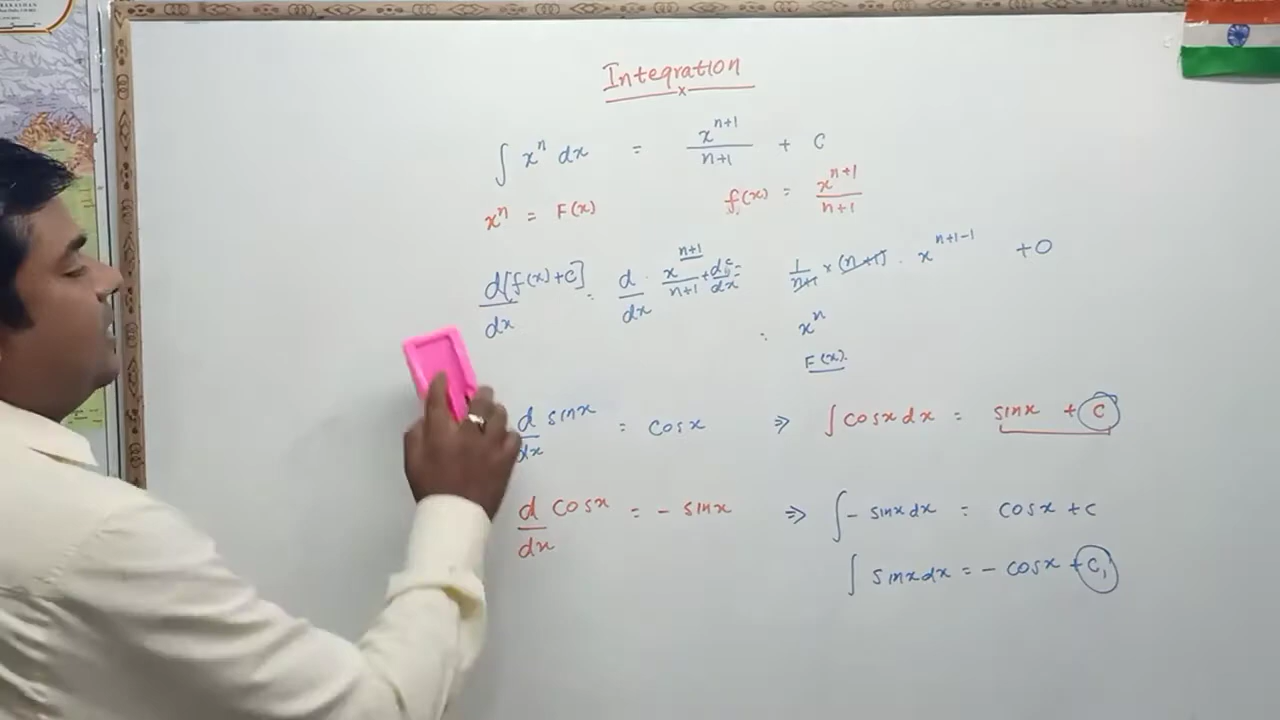 Integration
∫ xⁿ dx = xⁿ⁺¹/n+1 + C
xⁿ = F(x) f(x) = xⁿ⁺¹/n+1
d[f(x)+C]/dx = d/dx · xⁿ⁺¹/n+1 + dc/dx = 1/n+1 × (n+1) · xⁿ⁺¹⁻¹ + 0
: xⁿ
F(x).
d/dx sinx = cosx ⇒ ∫ cosx dx = sinx + C
d/dx cosx = - sinx ⇒ ∫ - sinx dx = cosx + C
∫ sinx dx = - cosx + C₁